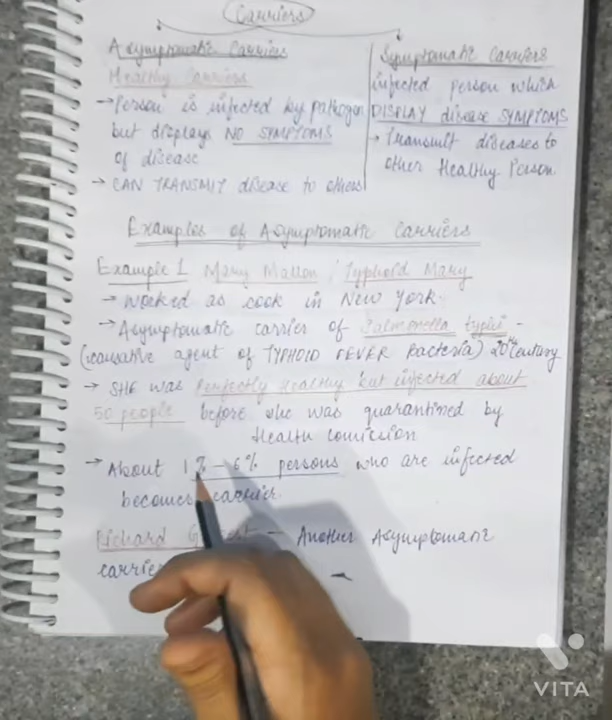 Carriers
Asymptomatic Carriers
Healthy Carriers
→ Person is infected by pathogen
but displays NO SYMPTOMS
of disease
→ CAN TRANSMIT disease to others
Symptomatic Carriers
infected person which
DISPLAY disease SYMPTOMS
→ Transmit diseases to
other Healthy Person
Examples of Asymptomatic Carriers
Example 1 Mary Mallon / Typhoid Mary
→ Worked as cook in New York.
→ Asymptomatic carrier of Salmonella typhi -
(causative agent of TYPHOID FEVER Bacteria) 20th century
→ SHE was Perfectly Healthy but infected about
50 people before she was quarantined by
Health comission
→ About 1% - 6% persons who are infected
becomes carrier.
Richard - Another Asymptomatic
carrier
VITA